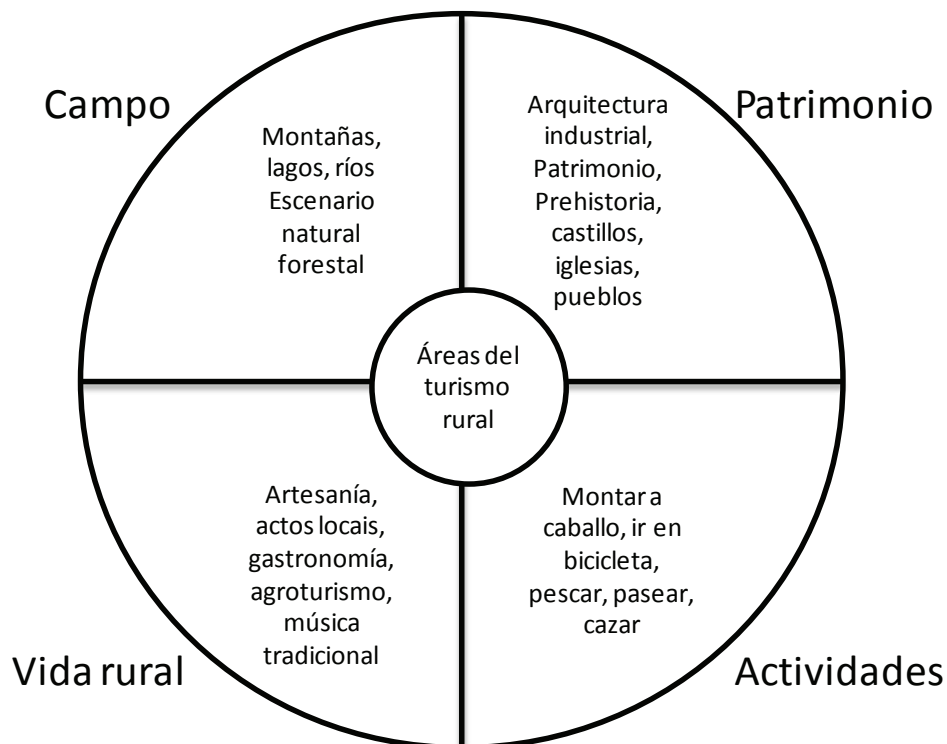 Campo
Montañas,
lagos, ríos
Escenario
natural
forestal
Patrimonio
Arquitectura
industrial,
Patrimonio,
Prehistoria,
castillos,
iglesias,
pueblos
Áreas del
turismo
rural
Vida rural
Artesanía,
actos locais,
gastronomía,
agroturismo,
música
tradicional
Actividades
Montar a
caballo, ir en
bicicleta,
pescar, pasear,
cazar